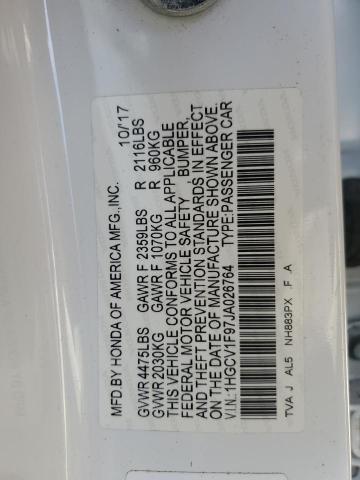 MFD BY HONDA OF AMERICA MFG., INC. 10/17
GVWR 4475LBS GAWR F 2359LBS R 2116LBS
GVWR 2030KG GAWR F 1070KG R 960KG
THIS VEHICLE CONFORMS TO ALL APPLICABLE
FEDERAL MOTOR VEHICLE SAFETY , BUMPER,
AND THEFT PREVENTION STANDARDS IN EFFECT
ON THE DATE OF MANUFACTURE SHOWN ABOVE.
V.I.N.:1HGCV1F97JA028764 TYPE:PASSENGER CAR
TVA J AL5 NH883PX .F .A